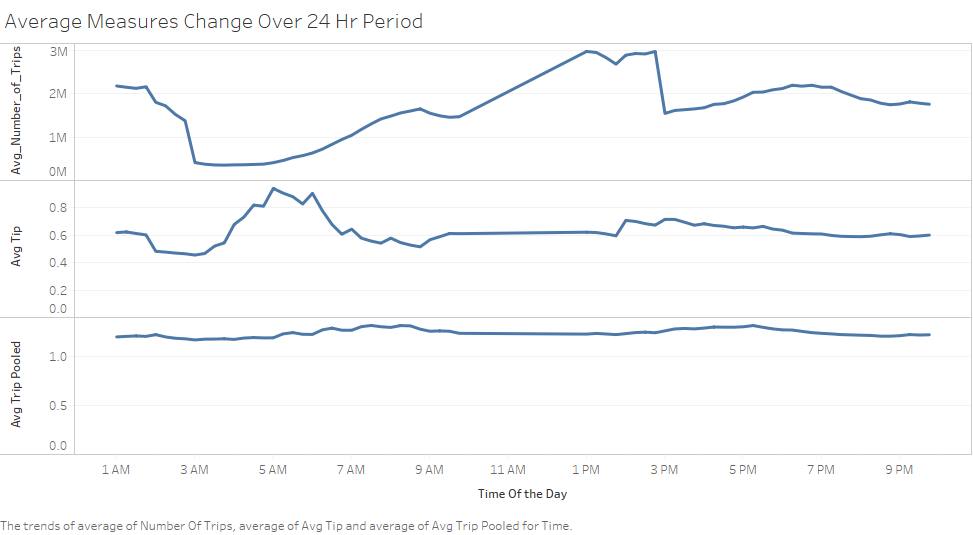 Average Measures Change Over 24 Hr Period
Avg_Number_of_Trips
3M
2M
1M
0M
Avg Tip
0.8
0.6
0.4
0.2
0.0
Avg Trip Pooled
1.0
0.5
0.0
1 AM 3 AM 5 AM 7 AM 9 AM 11 AM 1 PM 3 PM 5 PM 7 PM 9 PM
Time Of the Day
The trends of average of Number Of Trips, average of Avg Tip and average of Avg Trip Pooled for Time.